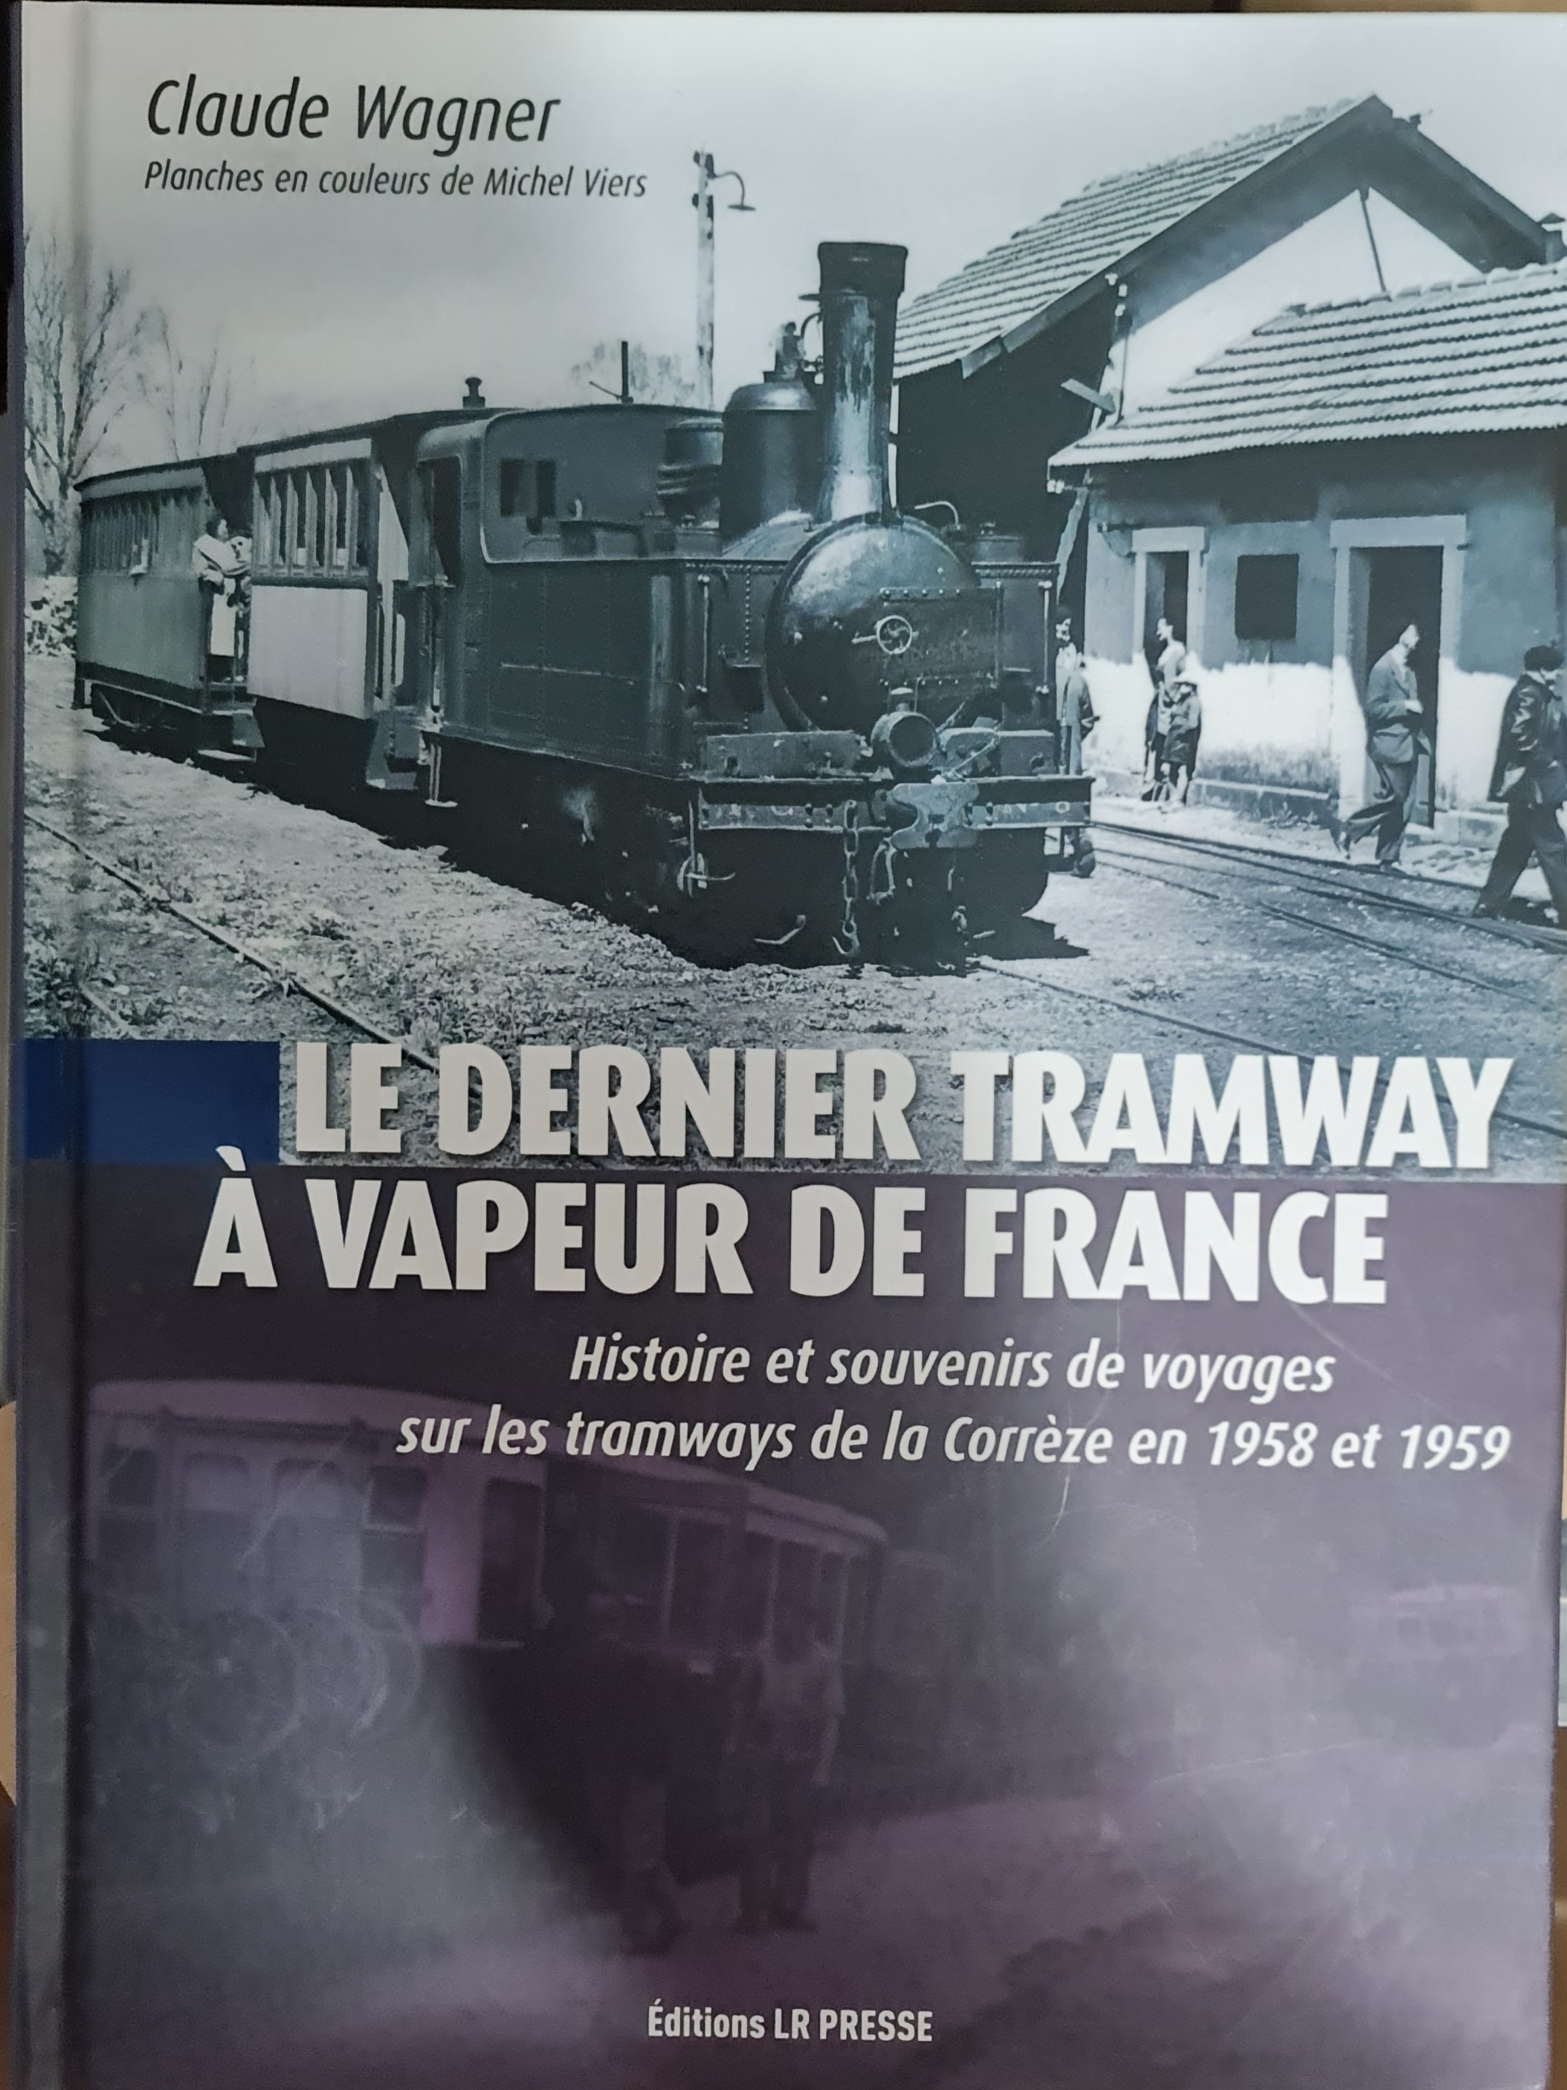 Claude Wagner
Planches en couleurs de Michel Viers
LE DERNIER TRAMWAY
À VAPEUR DE FRANCE
Histoire et souvenirs de voyages
sur les tramways de la Corrèze en 1958 et 1959
Éditions LR PRESSE